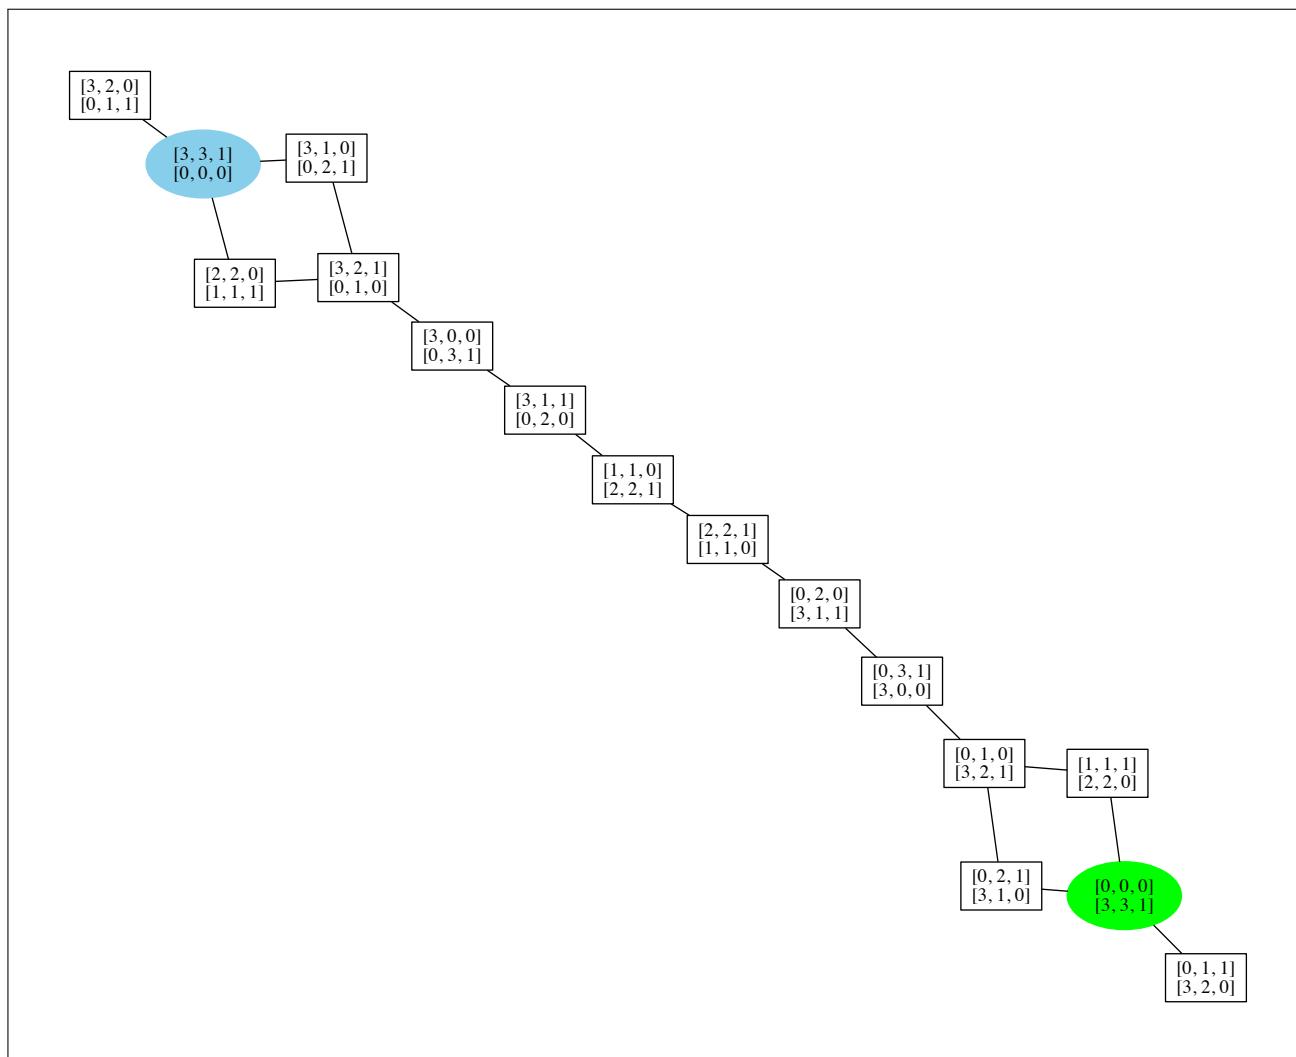 [3, 2, 0]
[0, 1, 1]
[3, 3, 1]
[0, 0, 0]
[3, 1, 0]
[0, 2, 1]
[2, 2, 0]
[1, 1, 1]
[3, 2, 1]
[0, 1, 0]
[3, 0, 0]
[0, 3, 1]
[3, 1, 1]
[0, 2, 0]
[1, 1, 0]
[2, 2, 1]
[2, 2, 1]
[1, 1, 0]
[0, 2, 0]
[3, 1, 1]
[0, 3, 1]
[3, 0, 0]
[0, 1, 0]
[3, 2, 1]
[1, 1, 1]
[2, 2, 0]
[0, 2, 1]
[3, 1, 0]
[0, 0, 0]
[3, 3, 1]
[0, 1, 1]
[3, 2, 0]